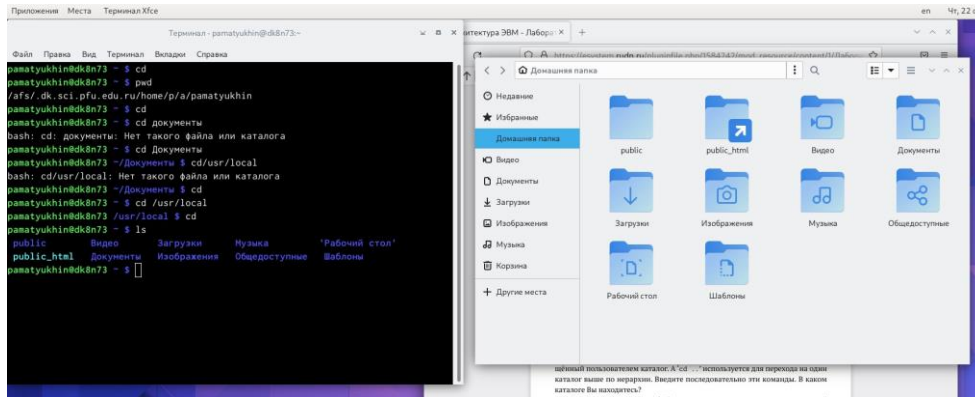 Приложения Места Терминал Xfce en Чт, 22
Терминал - pamatyukhin@dk8n73:~
Файл Правка Вид Терминал Вкладки Справка
pamatyukhin@dk8n73 ~ $ cd
pamatyukhin@dk8n73 ~ $ pwd
/afs/.dk.sci.pfu.edu.ru/home/p/a/pamatyukhin
pamatyukhin@dk8n73 ~ $ cd
pamatyukhin@dk8n73 ~ $ cd документы
bash: cd: документы: Нет такого файла или каталога
pamatyukhin@dk8n73 ~ $ cd Документы
pamatyukhin@dk8n73 ~/Документы $ cd/usr/local
bash: cd/usr/local: Нет такого файла или каталога
pamatyukhin@dk8n73 ~/Документы $ cd
pamatyukhin@dk8n73 ~ $ cd /usr/local
pamatyukhin@dk8n73 /usr/local $ cd
pamatyukhin@dk8n73 ~ $ ls
public Видео Загрузки Музыка 'Рабочий стол'
public_html Документы Изображения Общедоступные Шаблоны
pamatyukhin@dk8n73 ~ $
итектура ЭВМ - Лабора
Домашняя папка
Недавние
Избранные
Домашняя папка
Видео
Документы
Загрузки
Изображения
Музыка
Корзина
Другие места
public public_html Видео Документы
Загрузки Изображения Музыка Общедоступные
Рабочий стол Шаблоны
щённый пользователем каталог. А "cd .." используется для перехода на один
каталог выше по иерархии. Введите последовательно эти команды. В каком
каталоге Вы находитесь?